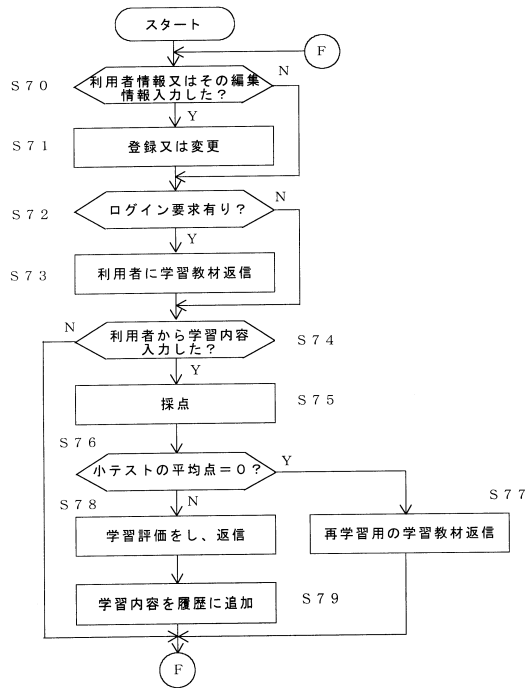 スタート
F
S70
利用者情報又はその編集
情報入力した?
N
Y
S71
登録又は変更
S72
ログイン要求有り?
N
Y
S73
利用者に学習教材返信
N
利用者から学習内容
入力した?
S74
Y
採点
S75
S76
小テストの平均点=0?
Y
N
S77
S78
学習評価をし、返信
再学習用の学習教材返信
学習内容を履歴に追加
S79
F